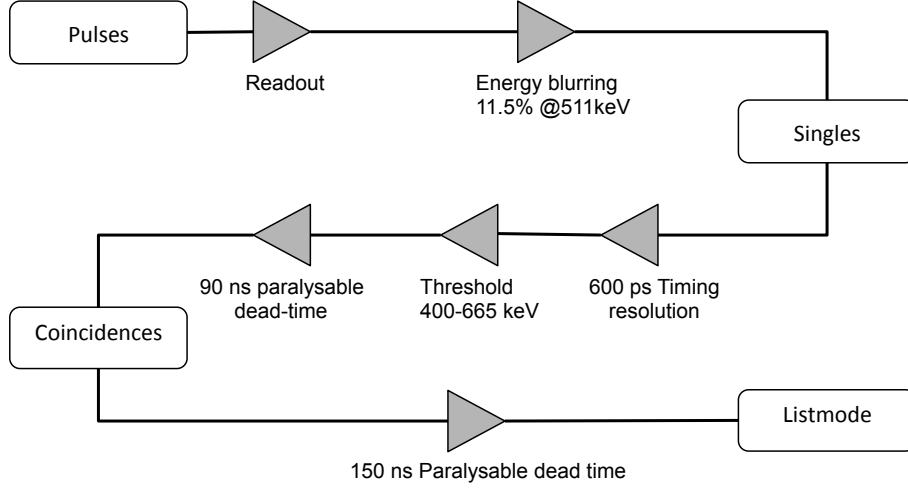 Pulses
Readout
Energy blurring
11.5% @511keV
Singles
90 ns paralysable
dead-time
Threshold
400-665 keV
600 ps Timing
resolution
Coincidences
Listmode
150 ns Paralysable dead time